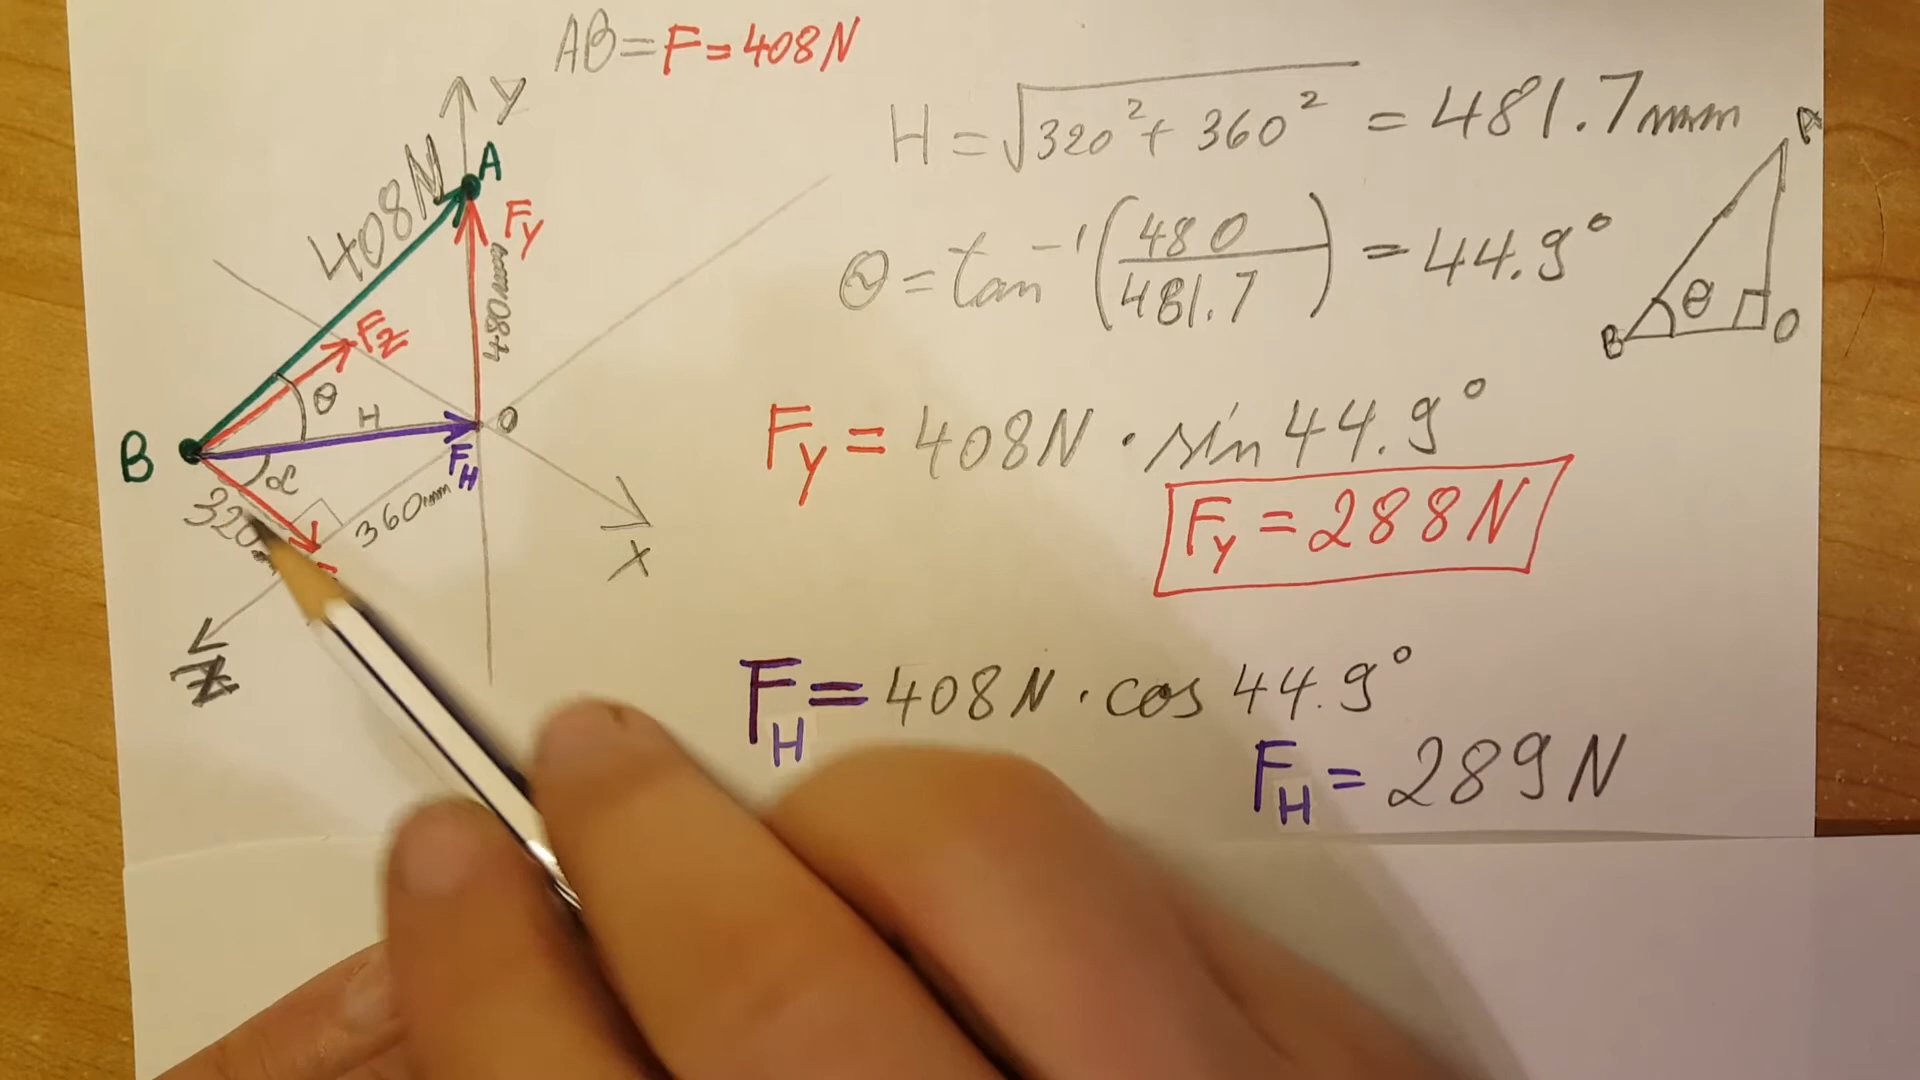 AB=F=408N
Y
A
408N
Fy
480mm
Fz
θ
H
O
B
FH
α
320
360mm
X
Z
H = √320² + 360² = 481.7mm
θ = tan⁻¹(480/481.7) = 44.9°
A
B
θ
O
Fy = 408N · sin 44.9°
Fy = 288N
FH = 408N · cos 44.9°
FH = 289N